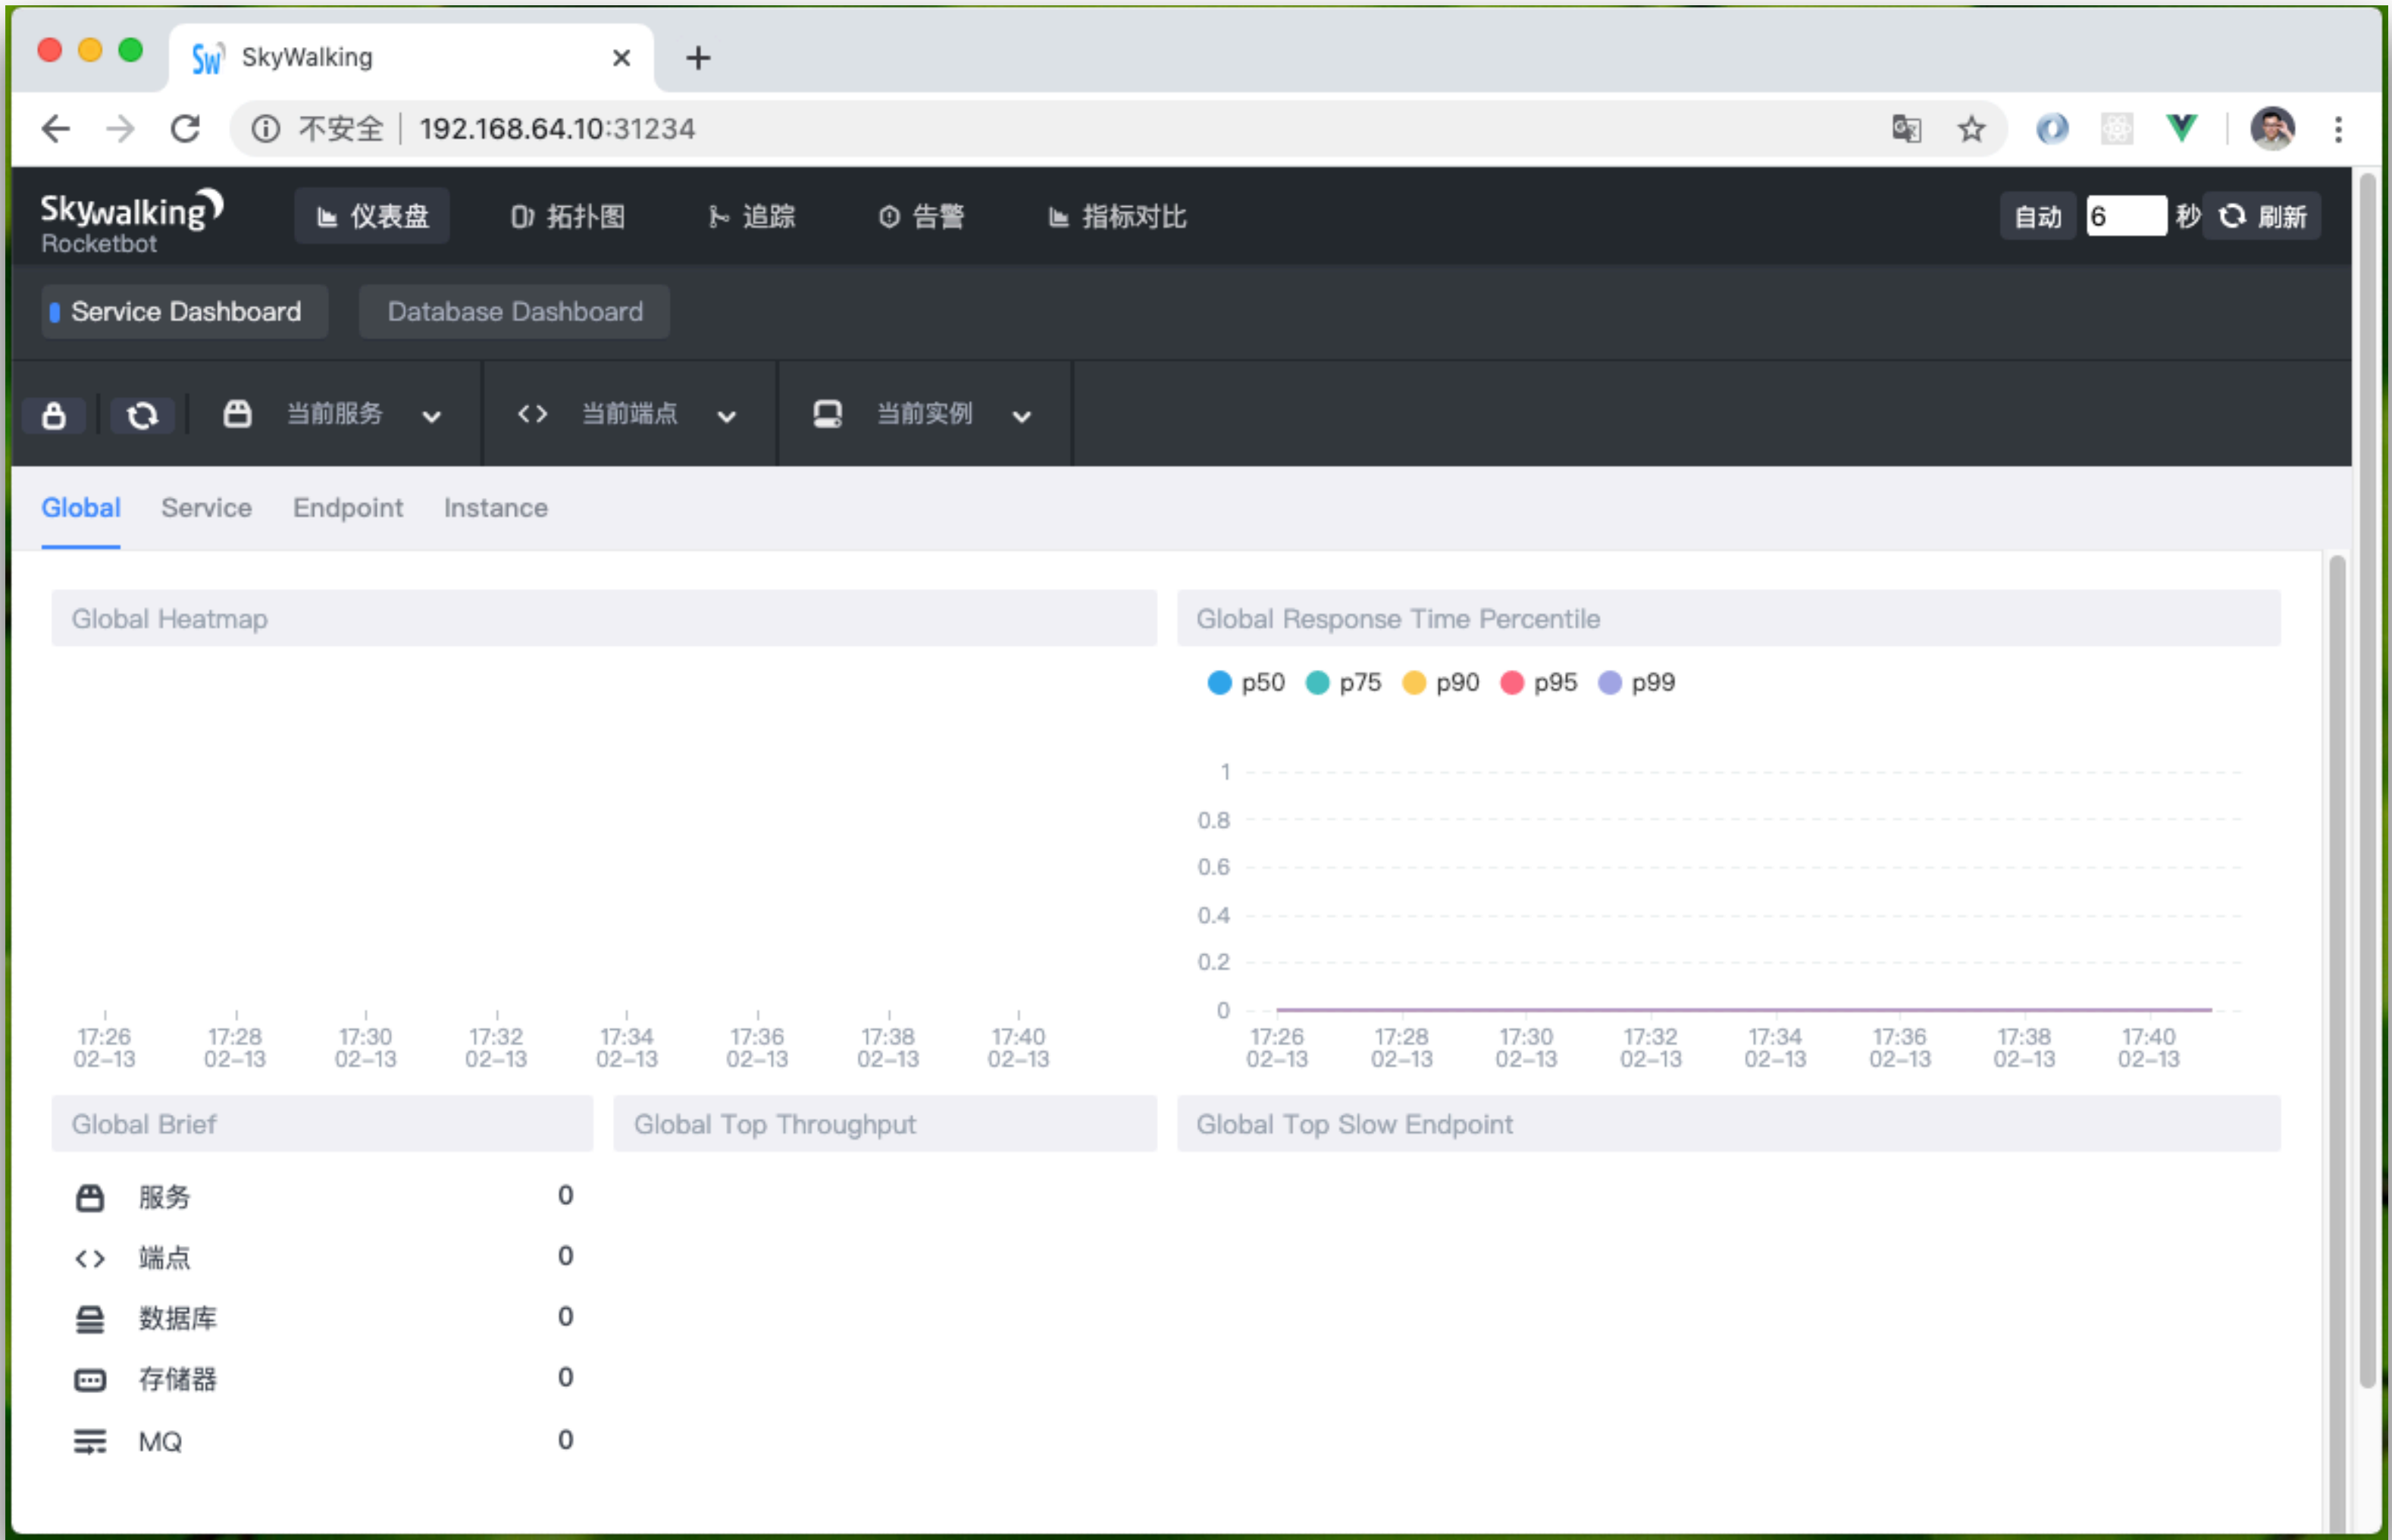 SkyWalking
不安全 192.168.64.10:31234
Skywalking
Rocketbot
仪表盘 拓扑图 追踪 告警 指标对比 自动 6 秒 刷新
Service Dashboard Database Dashboard
当前服务 当前端点 当前实例
Global Service Endpoint Instance
Global Heatmap
17:26 17:28 17:30 17:32 17:34 17:36 17:38 17:40
02-13 02-13 02-13 02-13 02-13 02-13 02-13 02-13
Global Response Time Percentile
p50 p75 p90 p95 p99
1
0.8
0.6
0.4
0.2
0
17:26 17:28 17:30 17:32 17:34 17:36 17:38 17:40
02-13 02-13 02-13 02-13 02-13 02-13 02-13 02-13
Global Brief
服务 0
端点 0
数据库 0
存储器 0
MQ 0
Global Top Throughput
Global Top Slow Endpoint